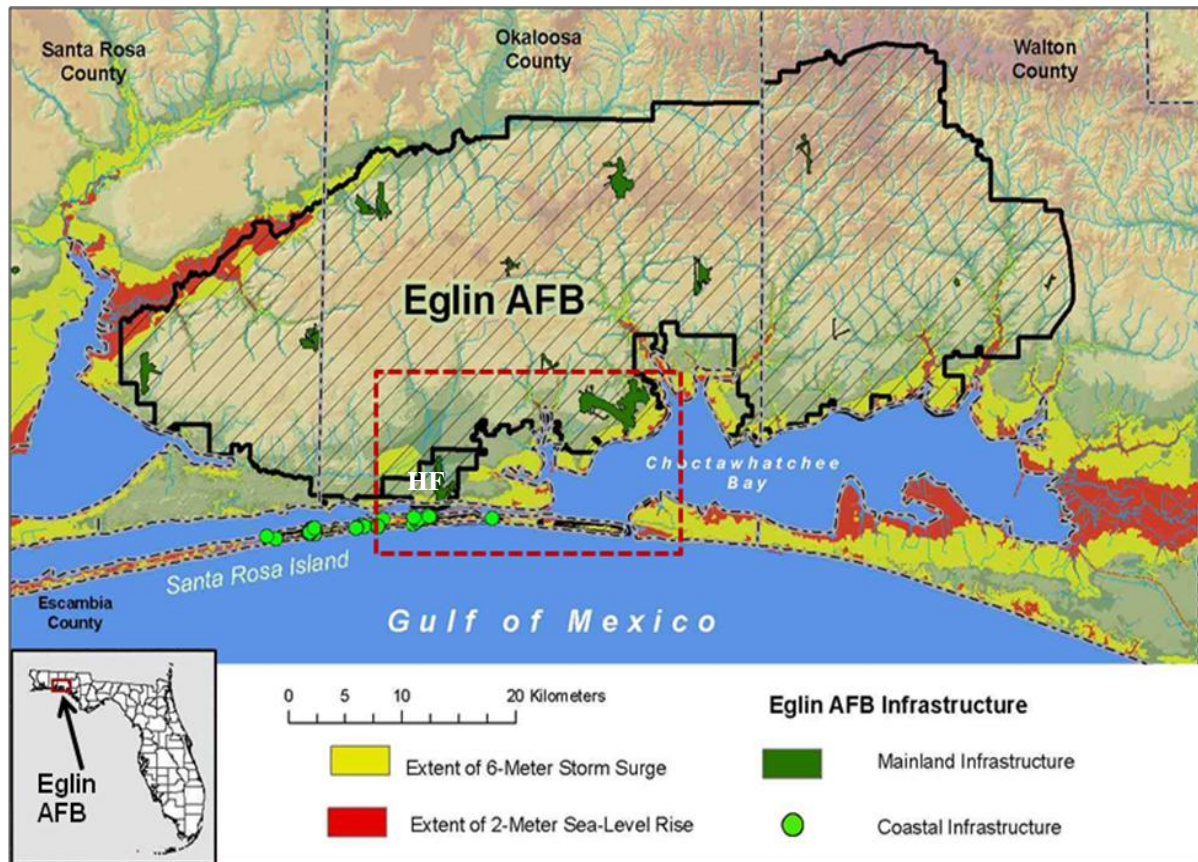 Santa Rosa
County
Okaloosa
County
Walton
County
Eglin AFB
HF
Choctawhatchee
Bay
Santa Rosa Island
Escambia
County
Gulf of Mexico
Eglin
AFB
0 5 10 20 Kilometers
Extent of 6-Meter Storm Surge
Extent of 2-Meter Sea-Level Rise
Eglin AFB Infrastructure
Mainland Infrastructure
Coastal Infrastructure